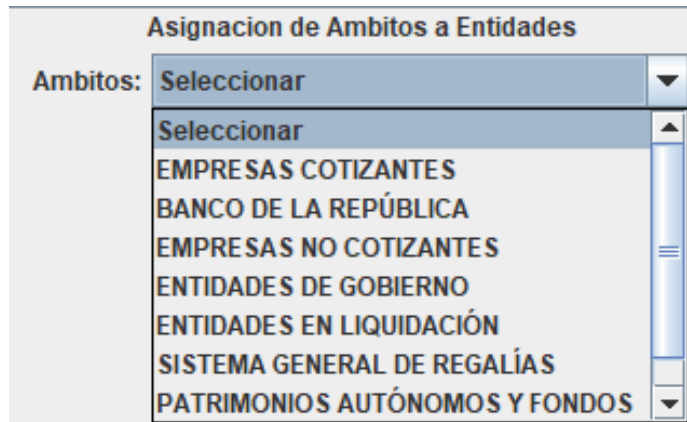 Asignacion de Ambitos a Entidades
Ambitos: Seleccionar
Seleccionar
EMPRESAS COTIZANTES
BANCO DE LA REPÚBLICA
EMPRESAS NO COTIZANTES
ENTIDADES DE GOBIERNO
ENTIDADES EN LIQUIDACIÓN
SISTEMA GENERAL DE REGALÍAS
PATRIMONIOS AUTÓNOMOS Y FONDOS